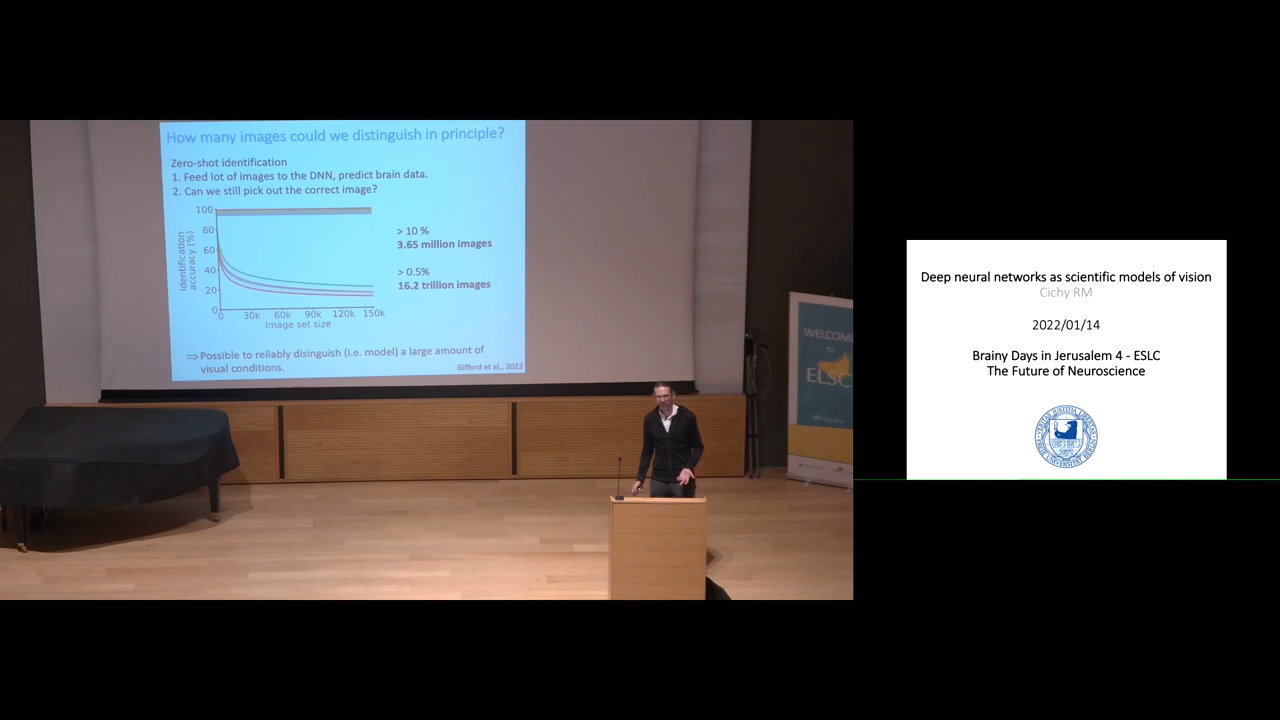 How many images could we distinguish in principle?
Zero-shot identification
1. Feed lot of images to the DNN, predict brain data.
2. Can we still pick out the correct image?
Identification
accuracy (%)
100
80
60
40
20
0
0 30k 60k 90k 120k 150k
Image set size
> 10 %
3.65 million images
> 0.5%
16.2 trillion images
⇒ Possible to reliably disinguish (i.e. model) a large amount of
visual conditions.
Gifford et al., 2022
WELCOME
TO
ELSC
Deep neural networks as scientific models of vision
Cichy RM
2022/01/14
Brainy Days in Jerusalem 4 - ESLC
The Future of Neuroscience